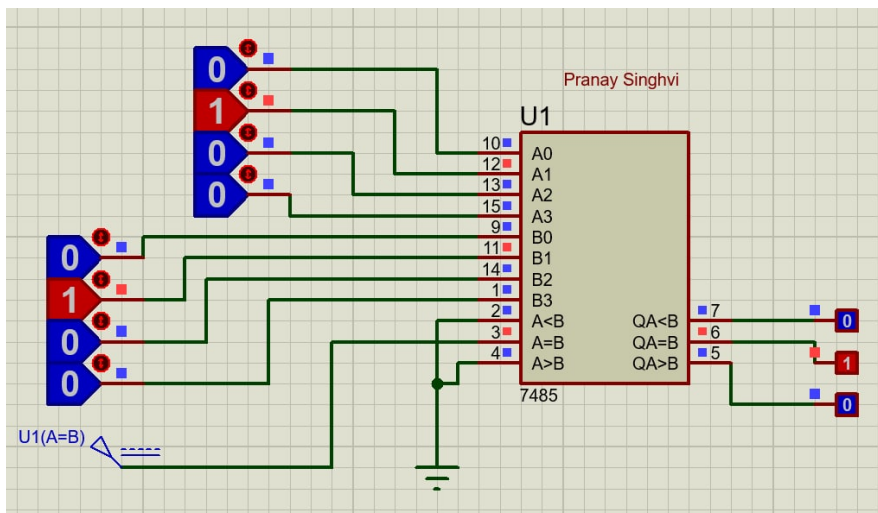 0
1
0
0
Pranay Singhvi
U1
10 A0
12 A1
13 A2
15 A3
9 B0
11 B1
14 B2
1 B3
2 A<B QA<B 7 0
3 A=B QA=B 6 1
4 A>B QA>B 5 0
7485
0
1
0
0
U1(A=B)